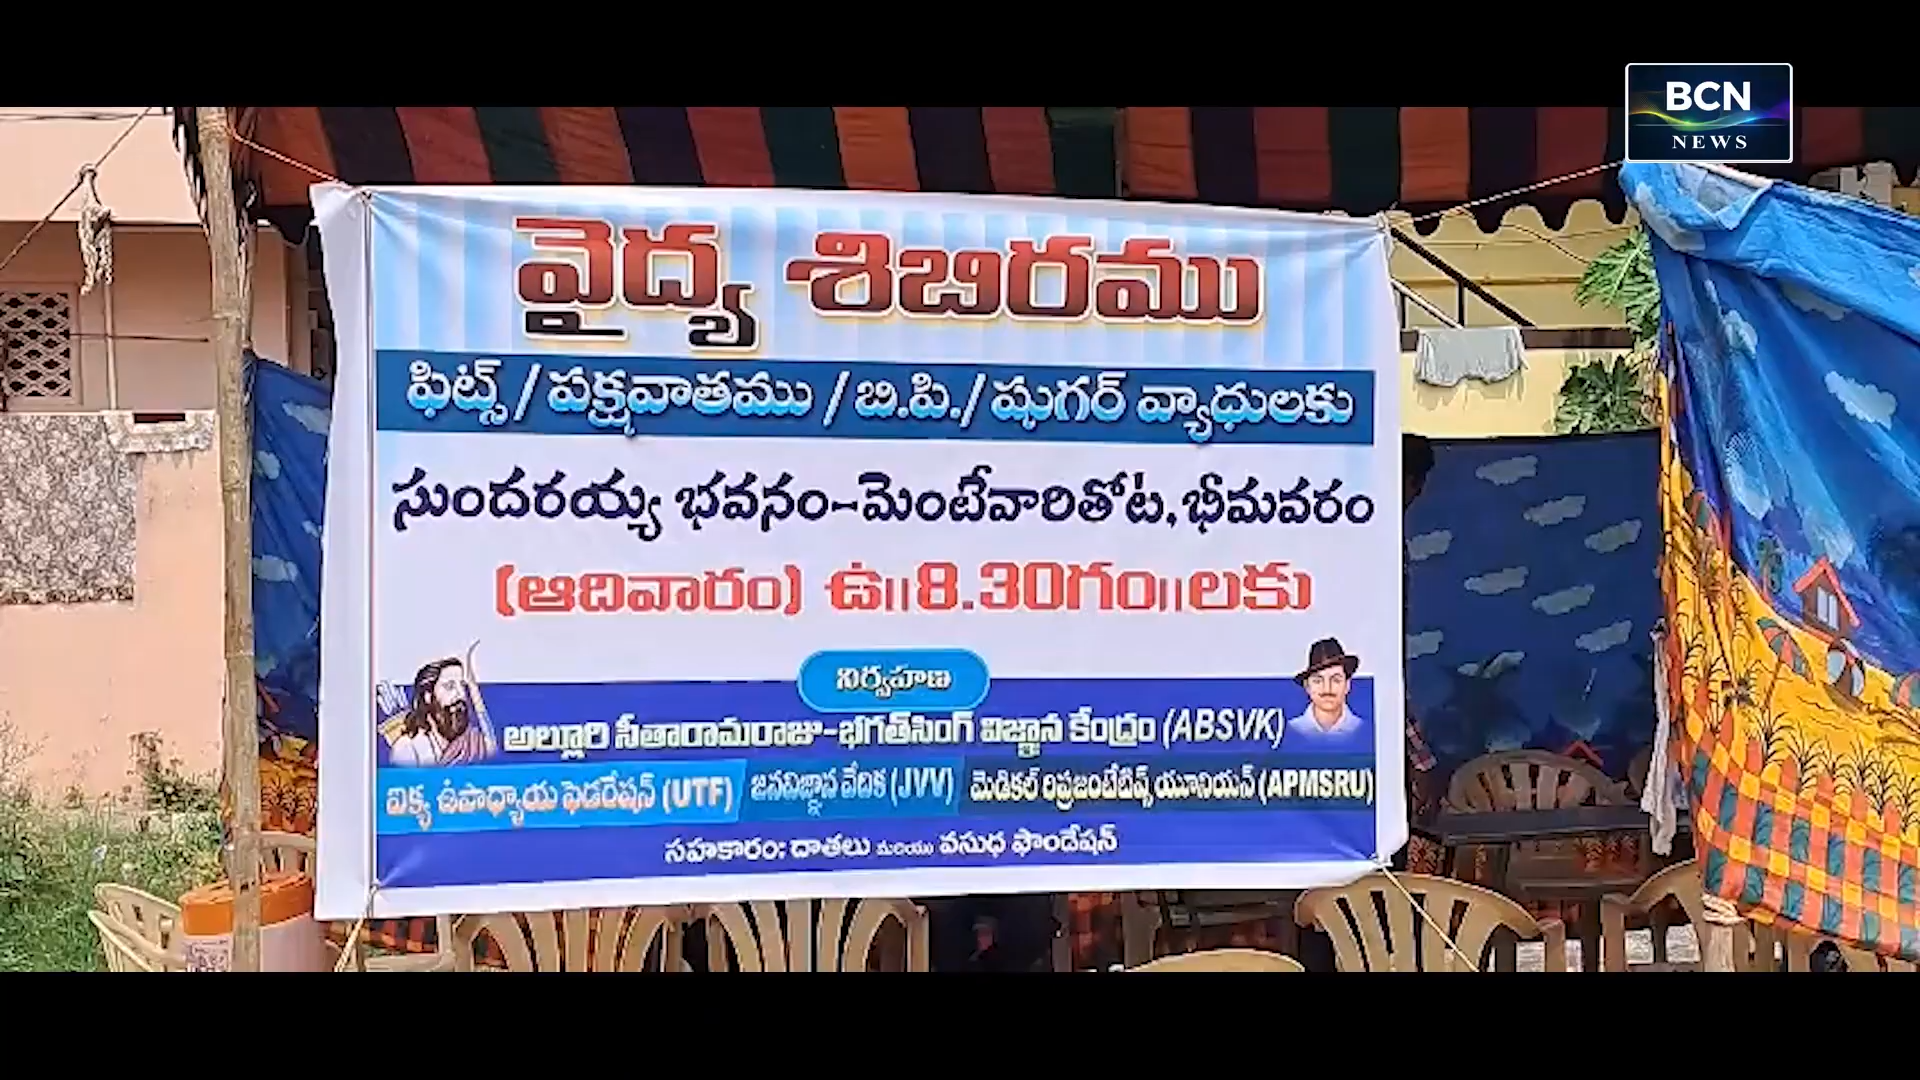 BCN
NEWS
వైద్య శిబిరము
ఫిట్స్ / పక్షవాతము / బి.పి. / షుగర్ వ్యాధులకు
సుందరయ్య భవనం-మెంటేవారితోట, భీమవరం
(ఆదివారం) ఉ॥8.30గం॥లకు
నిర్వహణ
అల్లూరి సీతారామరాజు-భగత్‌సింగ్ విజ్ఞాన కేంద్రం (ABSVK)
ఐక్య ఉపాధ్యాయ ఫెడరేషన్ (UTF) జనవిజ్ఞాన వేదిక (JVV) మెడికల్ రిప్రజంటేటివ్స్ యూనియన్ (APMSRU)
సహకారం: దాతలు మరియు వసుధ ఫౌండేషన్